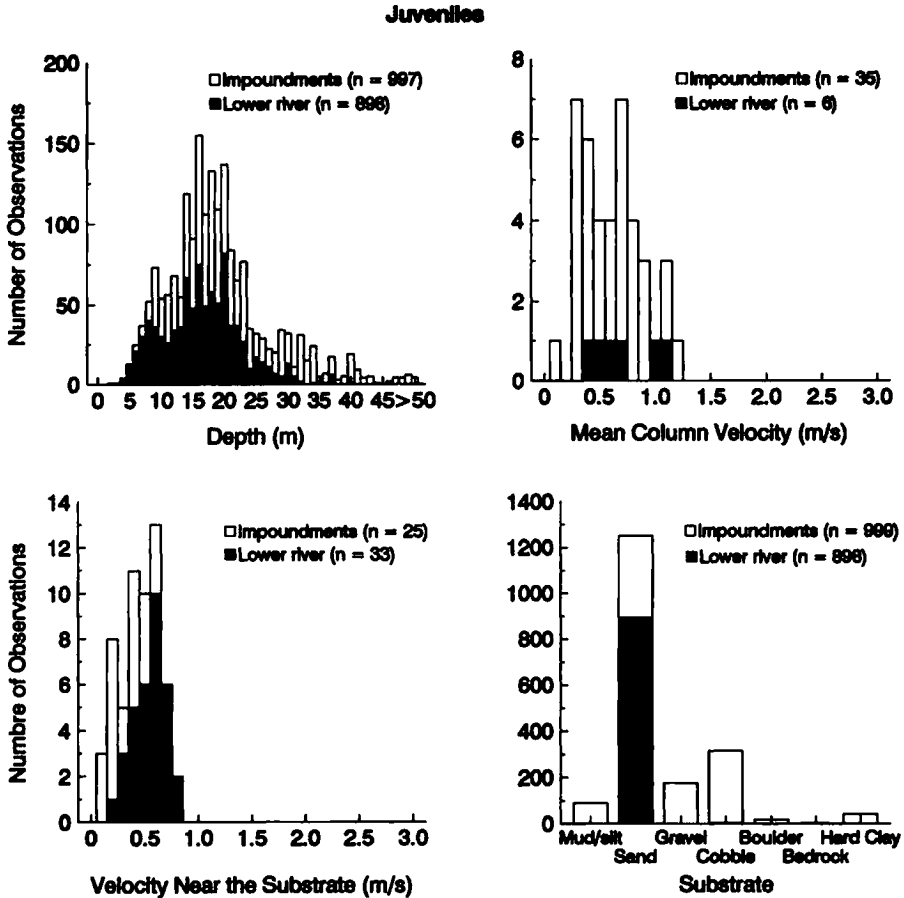 Juveniles
200
150
100
50
0
Number of Observations
Impoundments (n = 997)
Lower river (n = 898)
0 5 10 15 20 25 30 35 40 45 >50
Depth (m)
8
6
4
2
0
Impoundments (n = 35)
Lower river (n = 6)
0 0.5 1.0 1.5 2.0 2.5 3.0
Mean Column Velocity (m/s)
14
12
10
8
6
4
2
0
Numbre of Observations
Impoundments (n = 25)
Lower river (n = 33)
0 0.5 1.0 1.5 2.0 2.5 3.0
Velocity Near the Substrate (m/s)
1400
1200
1000
800
600
400
200
0
Impoundments (n = 999)
Lower river (n = 898)
Mud/silt Gravel Boulder Hard Clay
Sand Cobble Bedrock
Substrate